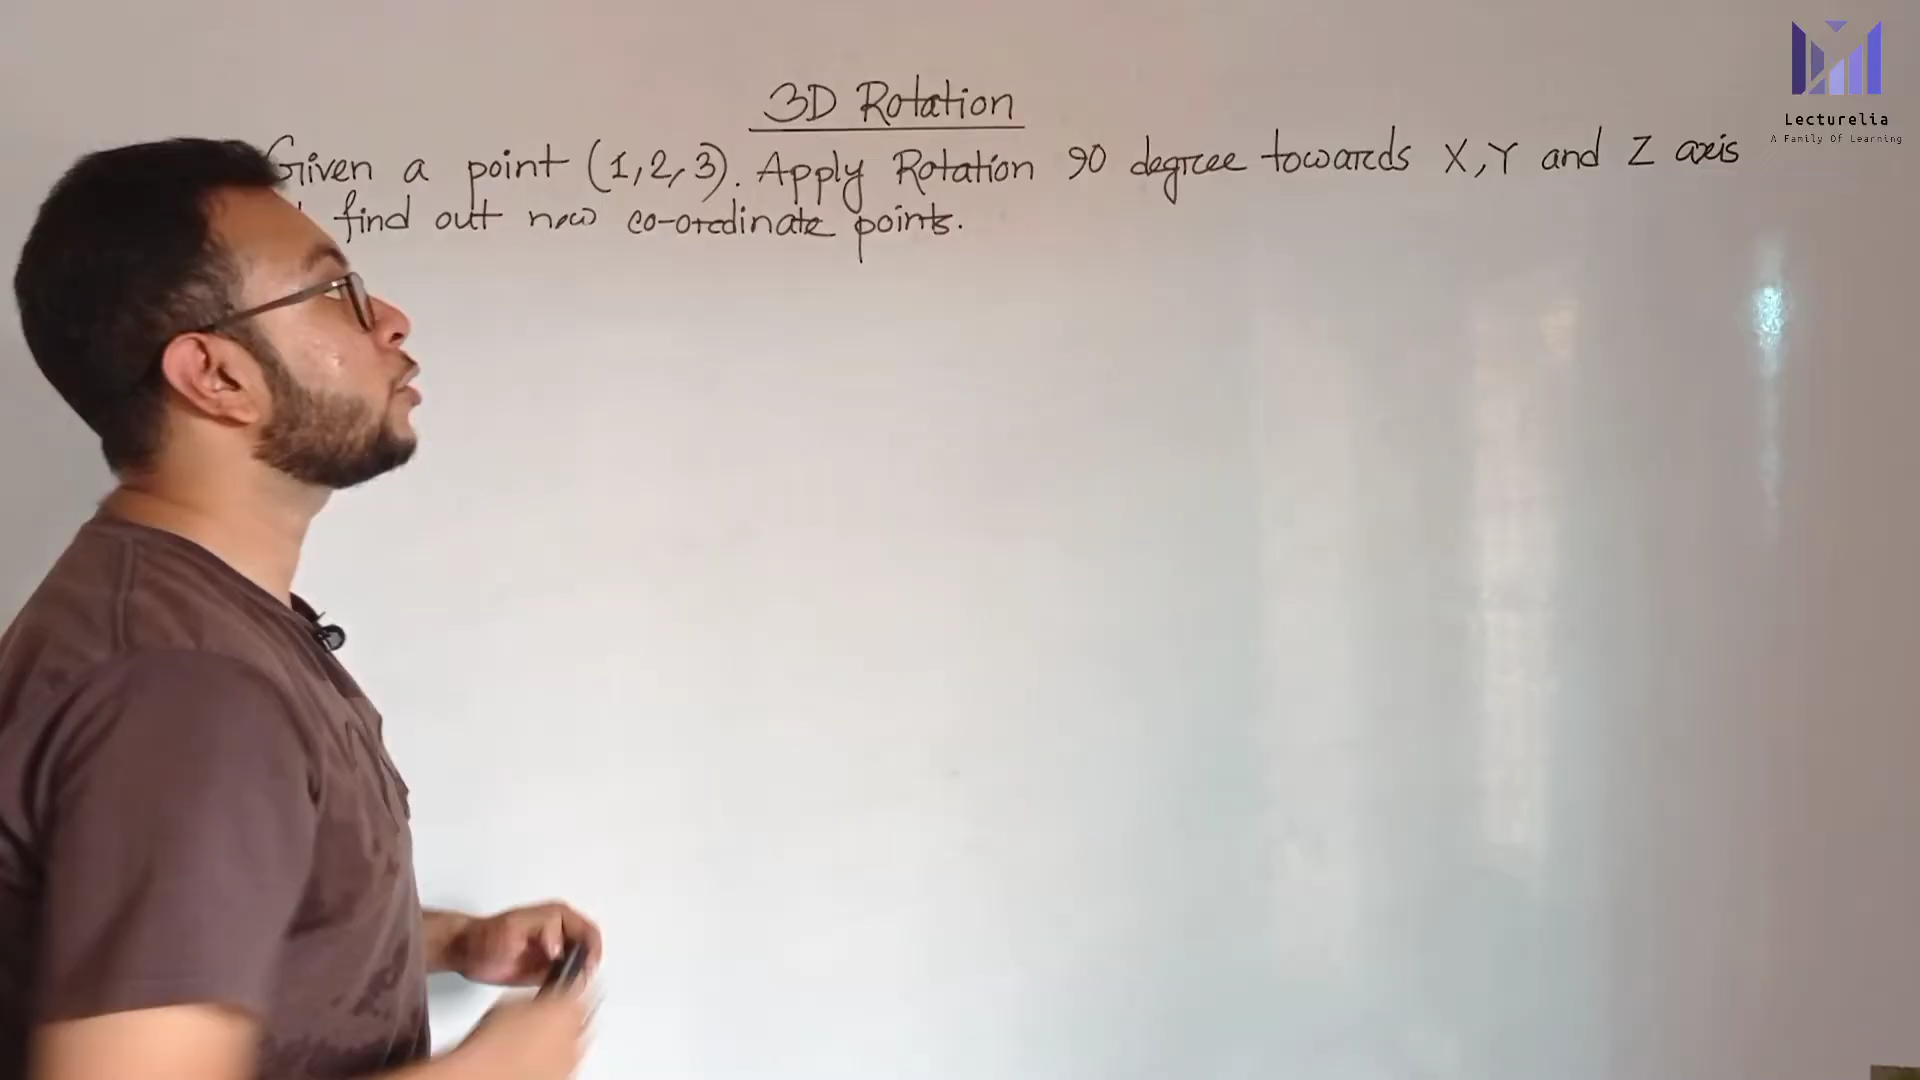 3D Rotation
Given a point (1,2,3). Apply Rotation 90 degree towards X,Y and Z axis
find out new co-ordinate points.
Lecturelia
A Family Of Learning